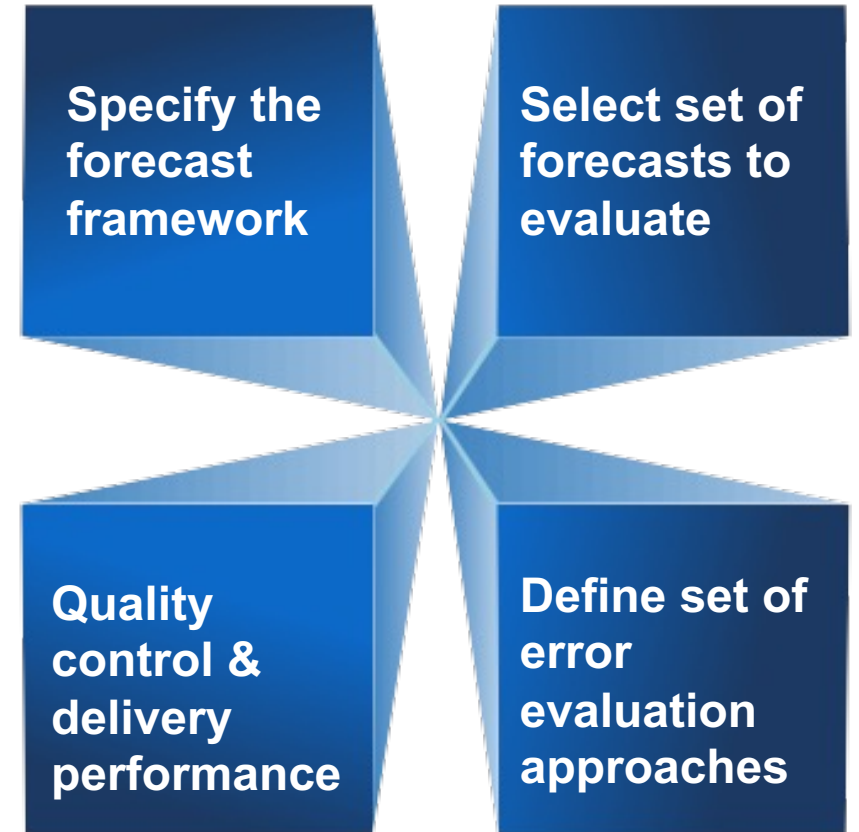 Specify the
forecast
framework
Select set of
forecasts to
evaluate
Quality
control &
delivery
performance
Define set of
error
evaluation
approaches